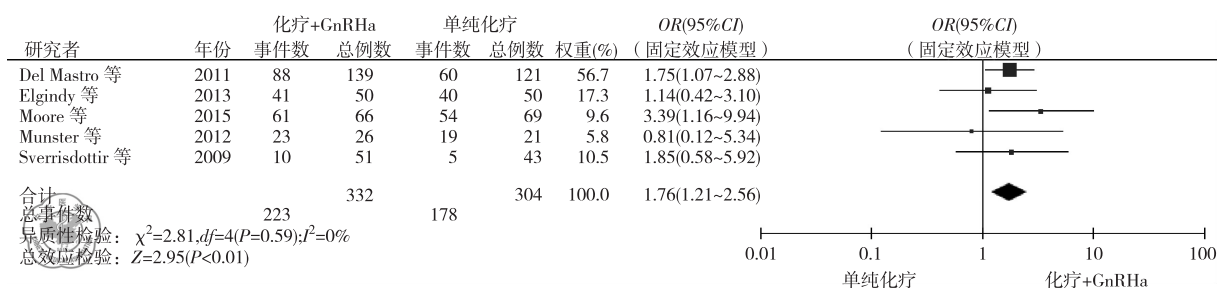 化疗+GnRHa 单纯化疗 OR(95%CI) OR(95%CI)
研究者 年份 事件数 总例数 事件数 总例数 权重(%) (固定效应模型) (固定效应模型)
Del Mastro 等 2011 88 139 60 121 56.7 1.75(1.07~2.88)
Elgindy 等 2013 41 50 40 50 17.3 1.14(0.42~3.10)
Moore 等 2015 61 66 54 69 9.6 3.39(1.16~9.94)
Munster 等 2012 23 26 19 21 5.8 0.81(0.12~5.34)
Sverrisdottir 等 2009 10 51 5 43 10.5 1.85(0.58~5.92)
合计 332 304 100.0 1.76(1.21~2.56)
总事件数 223 178
异质性检验：χ²=2.81,df=4(P=0.59);I²=0%
总效应检验：Z=2.95(P<0.01)
0.01 0.1 1 10 100
单纯化疗 化疗+GnRHa